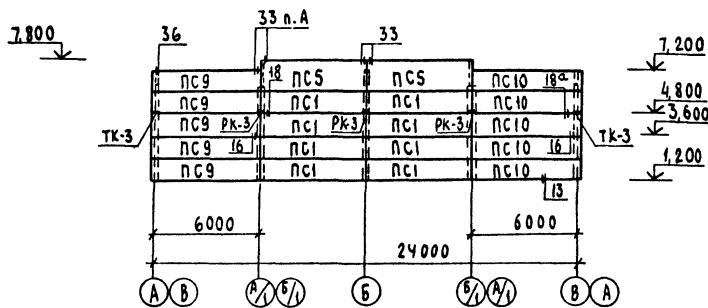 33 п. А
36
33
7,800
7,200
ПС9 18 ПС5 ПС5 ПС10 18а
ПС9 ПС1 ПС1 ПС10
4,800
ПС9 РК-3 ПС1 РК-3 ПС1 РК-3 ПС10
3,600
ТК-3 ТК-3
ПС9 16 ПС1 ПС1 ПС10 16
ПС9 ПС1 ПС1 ПС10
1,200
13
6000 6000
24000
А В А/1 Б/1 Б Б/1 А/1 В А